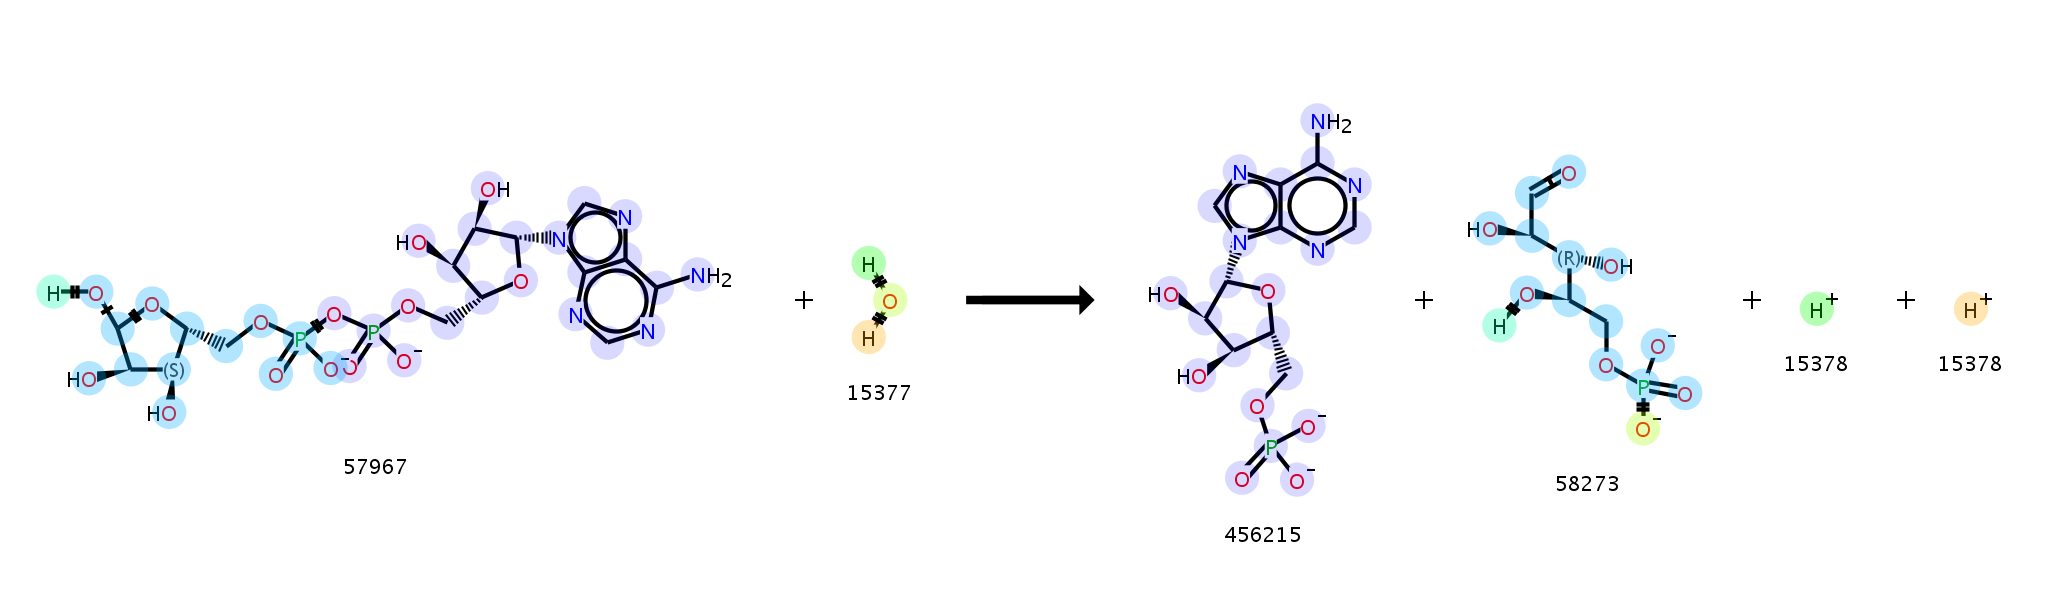 H
O
O
HO
(S)
HO
O
P
O
O⁻
O
P
O
O⁻
O
HO
OH
O
N
N
N
N
NH₂
57967
+
H
O
H
15377
NH₂
N
N
N
N
HO
O
HO
O
P
O⁻
O
O⁻
456215
+
O
HO
(R)
OH
O
H
O
O⁻
P
O
O⁻
58273
+
H⁺
15378
+
H⁺
15378